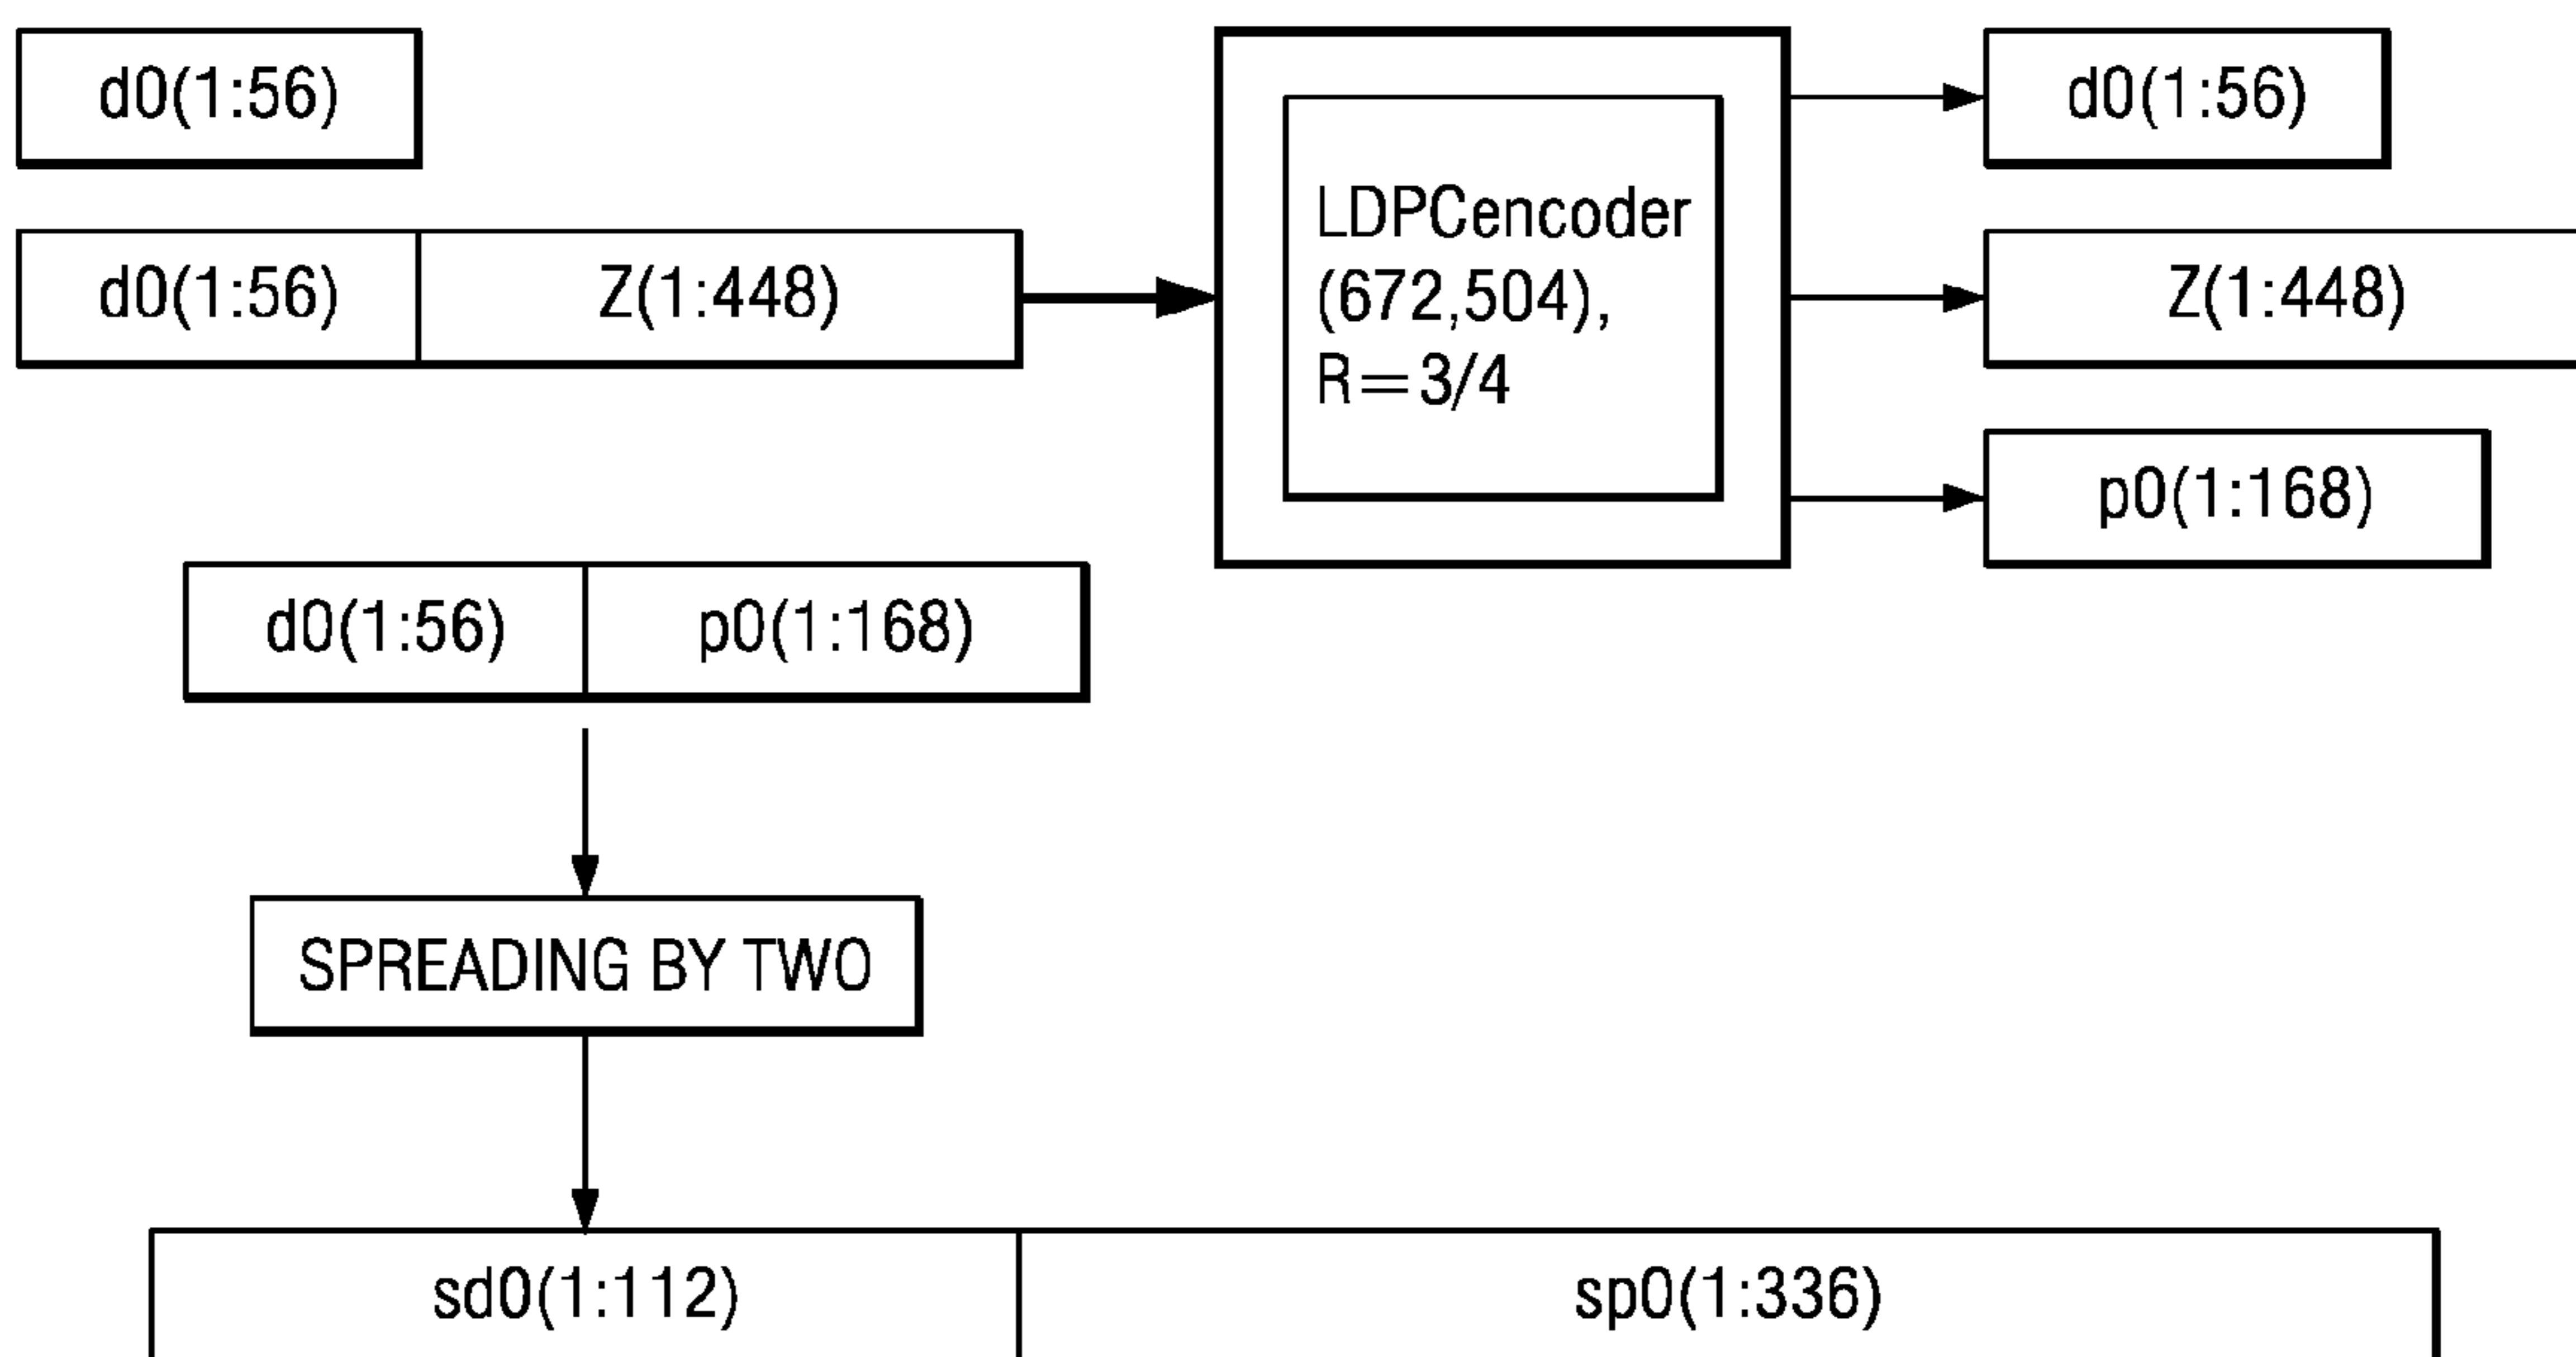 d0(1:56)
d0(1:56) Z(1:448)
LDPCencoder
(672,504),
R=3/4
d0(1:56)
Z(1:448)
p0(1:168)
d0(1:56) p0(1:168)
SPREADING BY TWO
sd0(1:112) sp0(1:336)